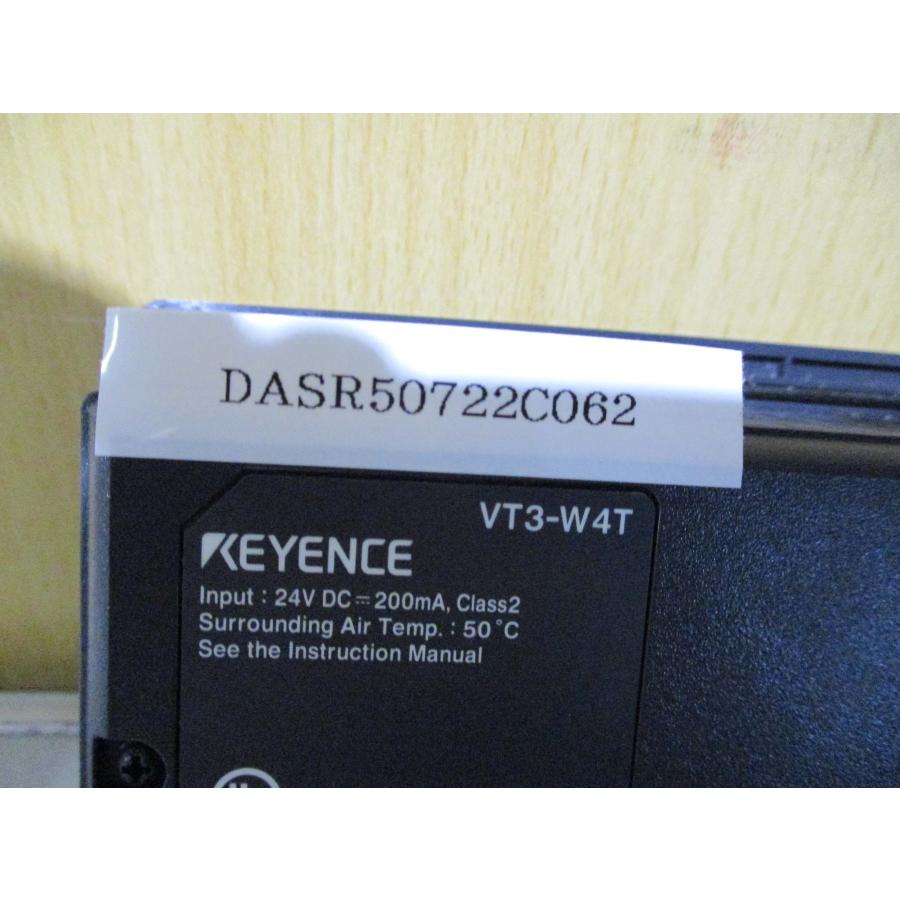 DASR50722C062
VT3-W4T
KEYENCE
Input : 24V DC ⎓ 200mA, Class2
Surrounding Air Temp. : 50°C
See the Instruction Manual